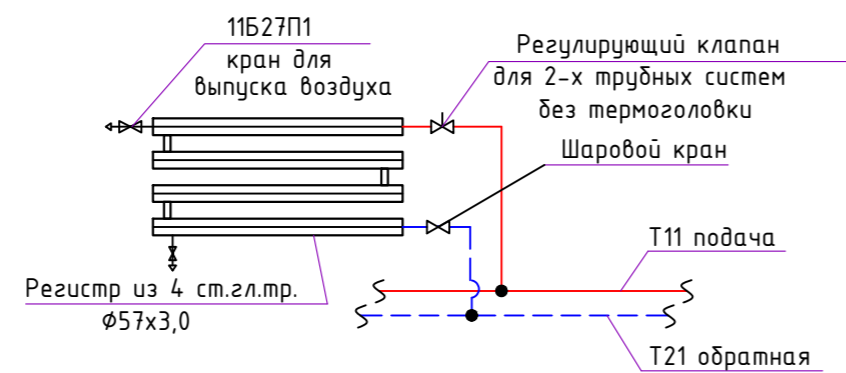 11Б27П1
кран для
выпуска воздуха
Регулирующий клапан
для 2-х трубных систем
без термоголовки
Шаровой кран
Т11 подача
Регистр из 4 ст.гл.тр.
Ф57х3,0
Т21 обратная